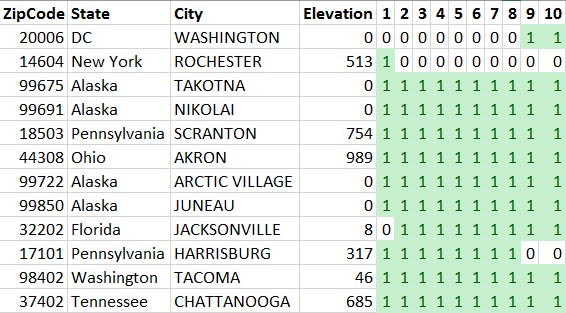 ZipCode State City Elevation 1 2 3 4 5 6 7 8 9 10
20006 DC WASHINGTON 0 0 0 0 0 0 0 0 0 1 1
14604 New York ROCHESTER 513 1 0 0 0 0 0 0 0 0 0
99675 Alaska TAKOTNA 0 1 1 1 1 1 1 1 1 1 1
99691 Alaska NIKOLAI 0 1 1 1 1 1 1 1 1 1 1
18503 Pennsylvania SCRANTON 754 1 1 1 1 1 1 1 1 1 1
44308 Ohio AKRON 989 1 1 1 1 1 1 1 1 1 1
99722 Alaska ARCTIC VILLAGE 0 1 1 1 1 1 1 1 1 1 1
99850 Alaska JUNEAU 0 1 1 1 1 1 1 1 1 1 1
32202 Florida JACKSONVILLE 8 0 1 1 1 1 1 1 1 1 1
17101 Pennsylvania HARRISBURG 317 1 1 1 1 1 1 1 1 0 0
98402 Washington TACOMA 46 1 1 1 1 1 1 1 1 1 1
37402 Tennessee CHATTANOOGA 685 1 1 1 1 1 1 1 1 1 1